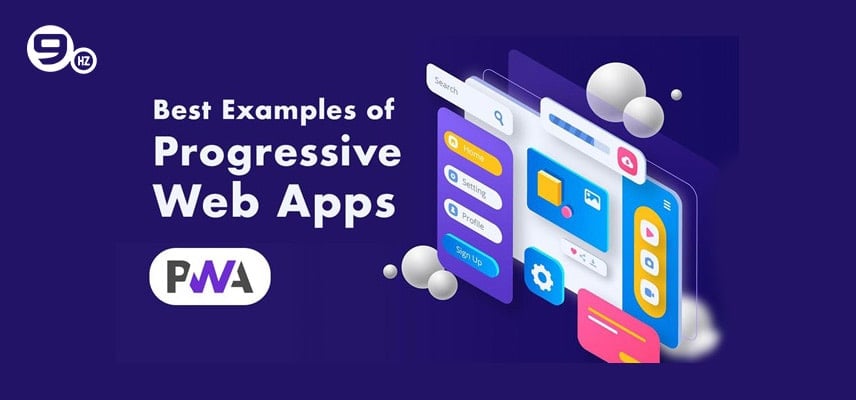 9
HZ
Best Examples of
Progressive
Web Apps
PWA
Search
Home
Setting
Profile
Sign Up